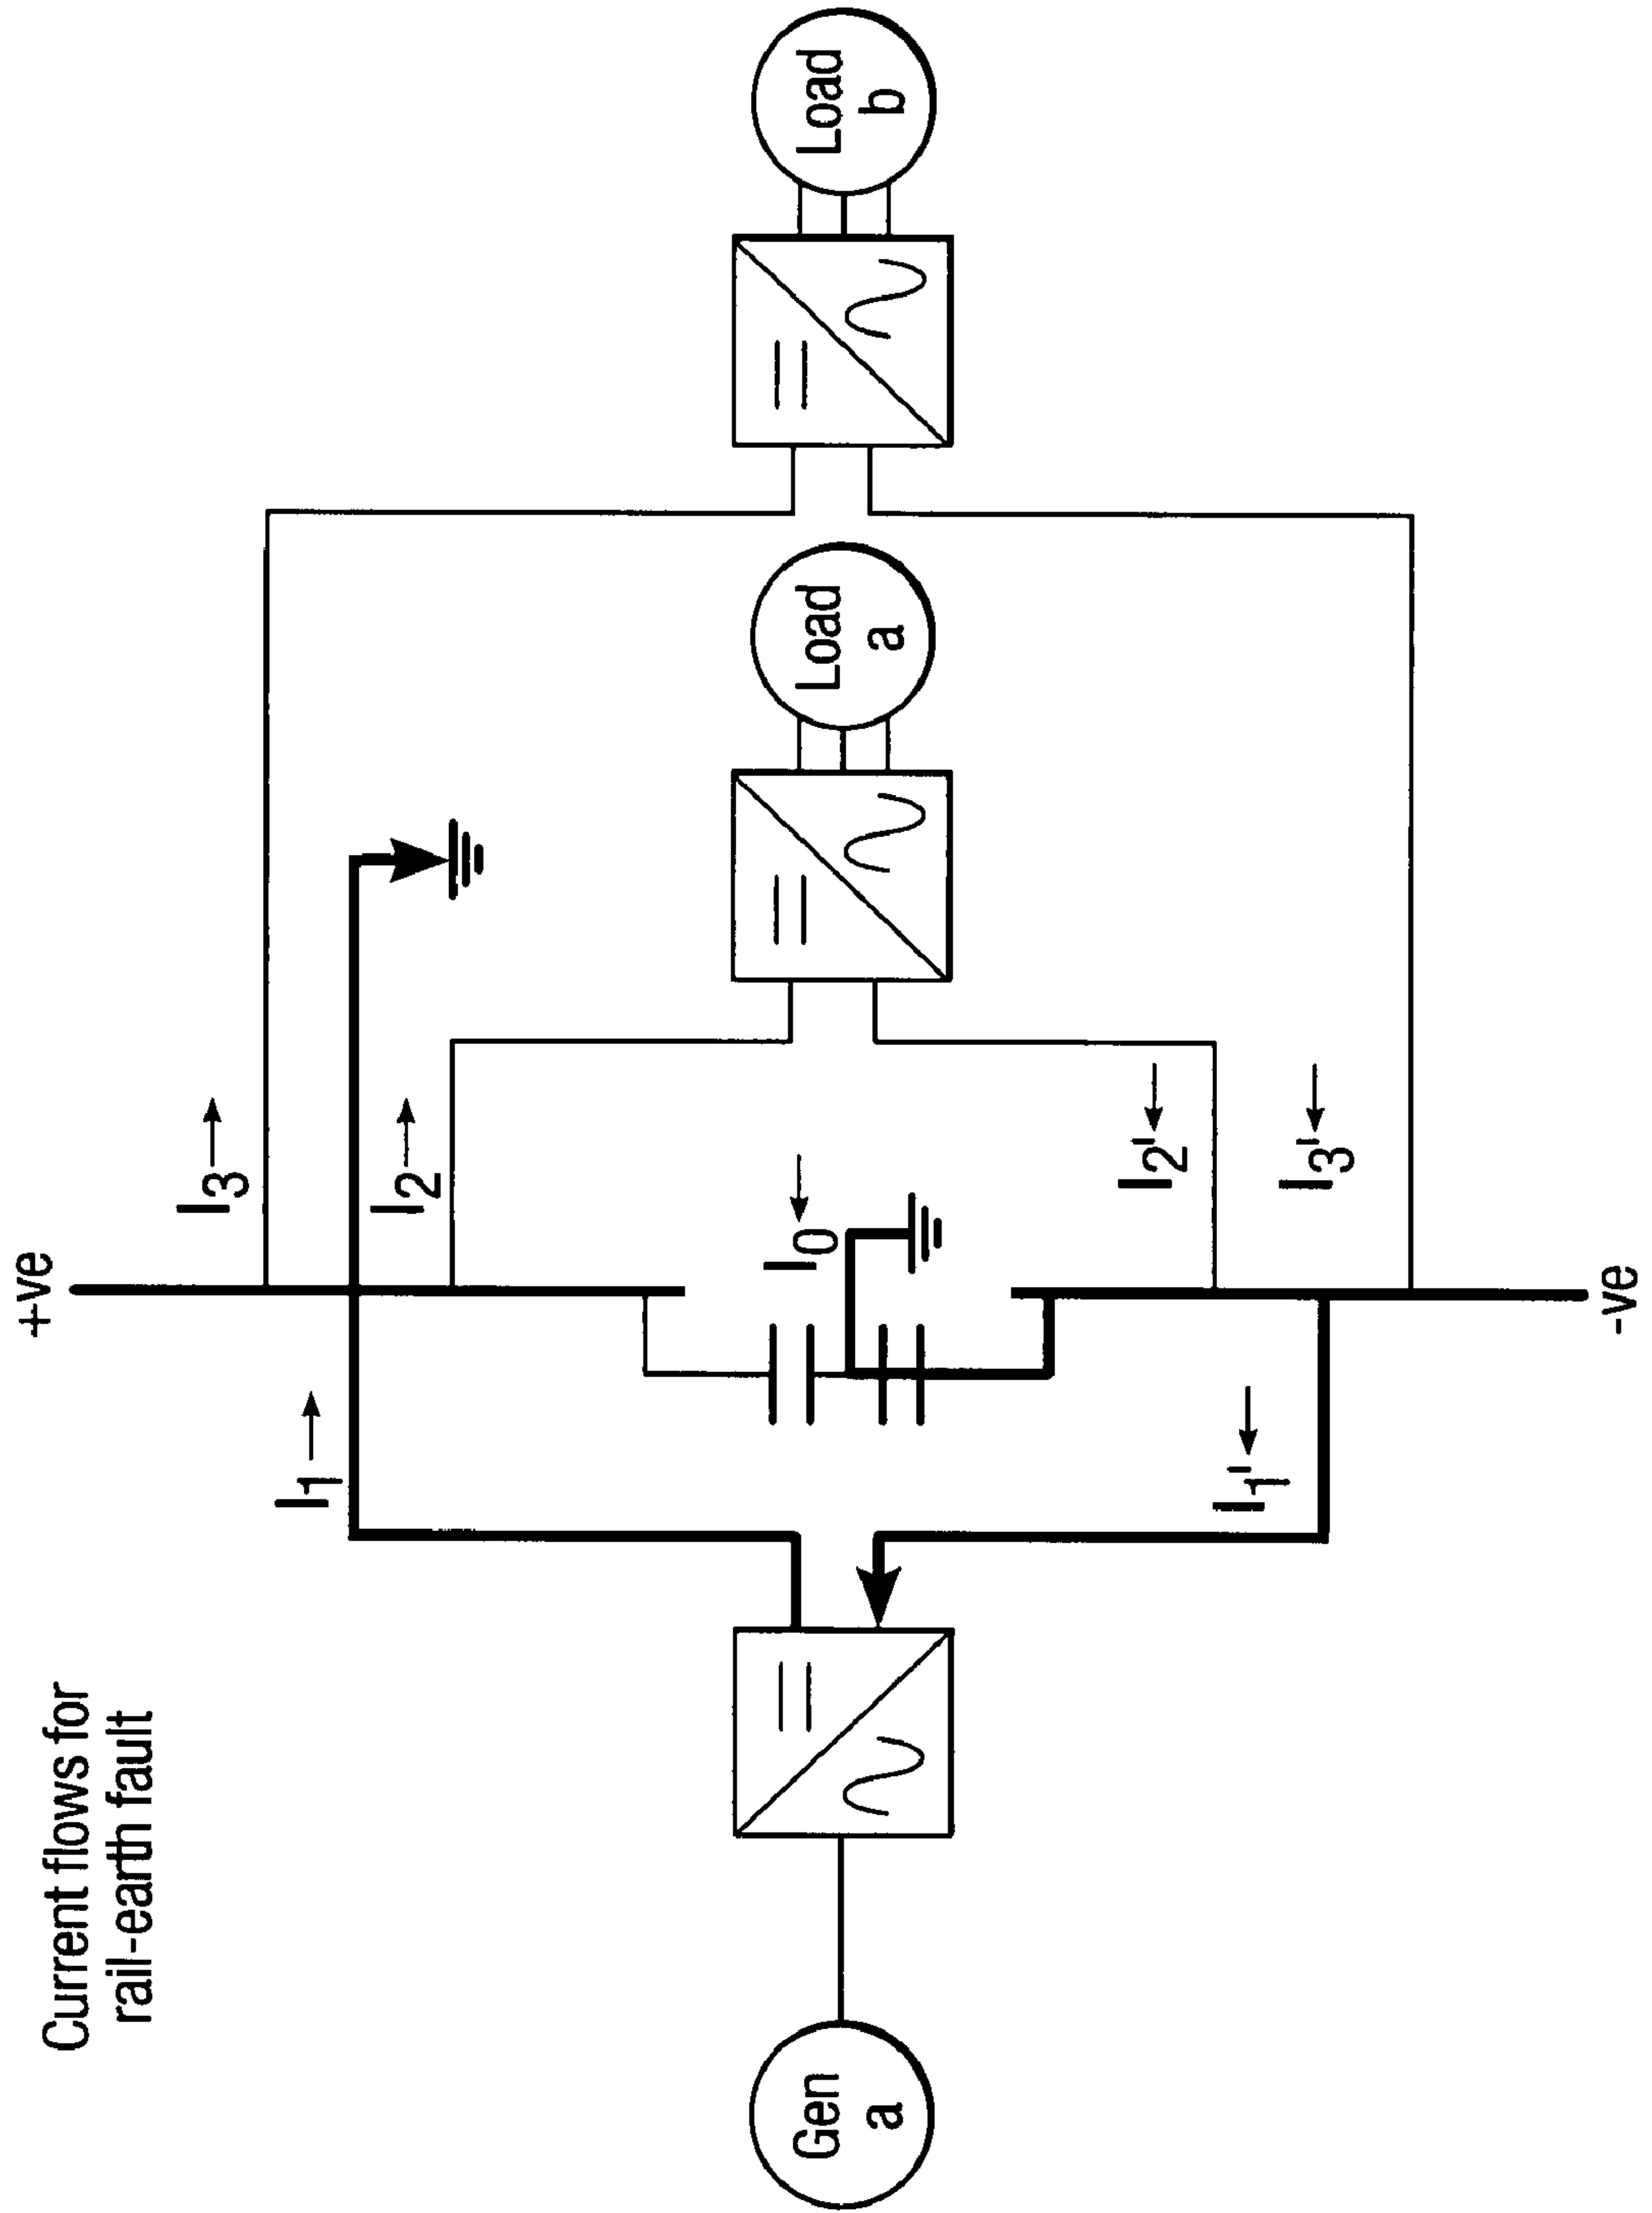 Current flows for
rail-earth fault
+ve
I3
I1
I2
I0
I2'
I1'
I3'
-ve
Gen
a
Load
a
Load
b